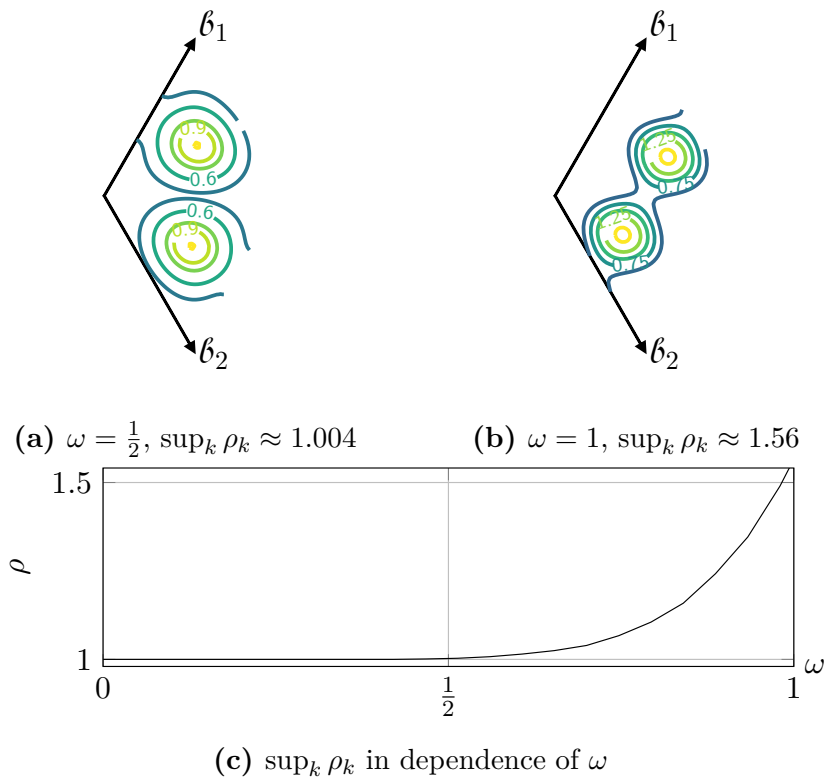 𝒷₁ 𝒷₁
0.9 1.25
0.6 0.75
0.6 1.25
0.9 0.75
𝒷₂ 𝒷₂
(a) ω = 1/2, sup_k ρ_k ≈ 1.004 (b) ω = 1, sup_k ρ_k ≈ 1.56
1.5
ρ
1 ω
0 1/2 1
(c) sup_k ρ_k in dependence of ω